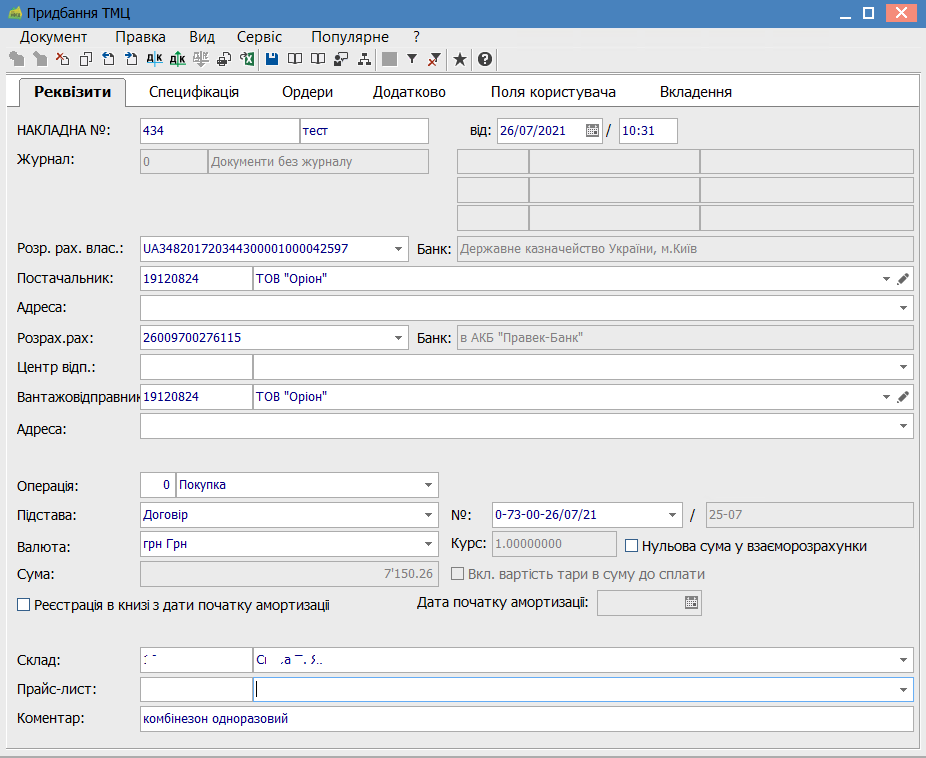 Придбання ТМЦ
Документ Правка Вид Сервіс Популярне ?
Реквізити Специфікація Ордери Додатково Поля користувача Вкладення
НАКЛАДНА №: 434 тест від: 26/07/2021 / 10:31
Журнал: 0 Документи без журналу
Розр. рах. влас.: UA348201720344300001000042597 Банк: Державне казначейство України, м.Київ
Постачальник: 19120824 ТОВ "Оріон"
Адреса:
Розрах.рах: 26009700276115 Банк: в АКБ "Правек-Банк"
Центр відп.:
Вантажовідправник 19120824 ТОВ "Оріон"
Адреса:
Операція: 0 Покупка
Підстава: Договір №: 0-73-00-26/07/21 / 25-07
Валюта: грн Грн Курс: 1.00000000 Нульова сума у взаєморозрахунки
Сума: 7'150.26 Вкл. вартість тари в суму до сплати
Реєстрація в книзі з дати початку амортизації Дата початку амортизації:
Склад:
Прайс-лист:
Коментар: комбінезон одноразовий